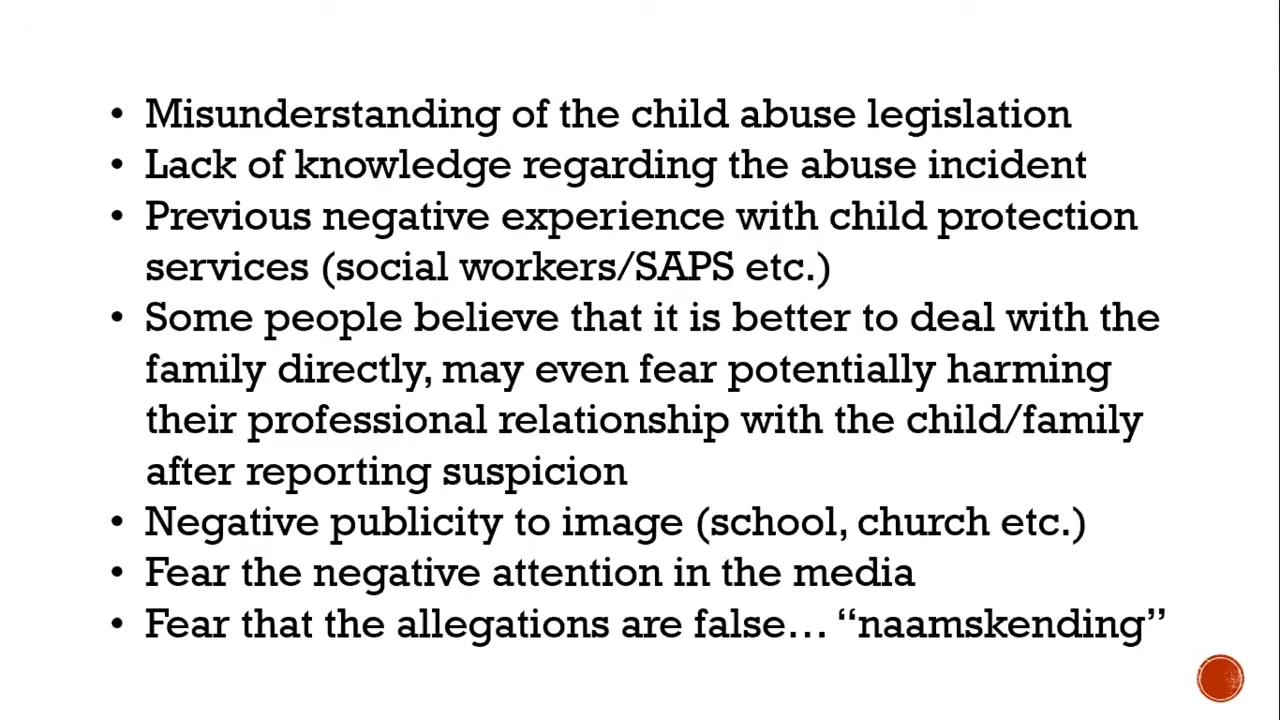 • Misunderstanding of the child abuse legislation
• Lack of knowledge regarding the abuse incident
• Previous negative experience with child protection
services (social workers/SAPS etc.)
• Some people believe that it is better to deal with the
family directly, may even fear potentially harming
their professional relationship with the child/family
after reporting suspicion
• Negative publicity to image (school, church etc.)
• Fear the negative attention in the media
• Fear that the allegations are false… “naamskending”